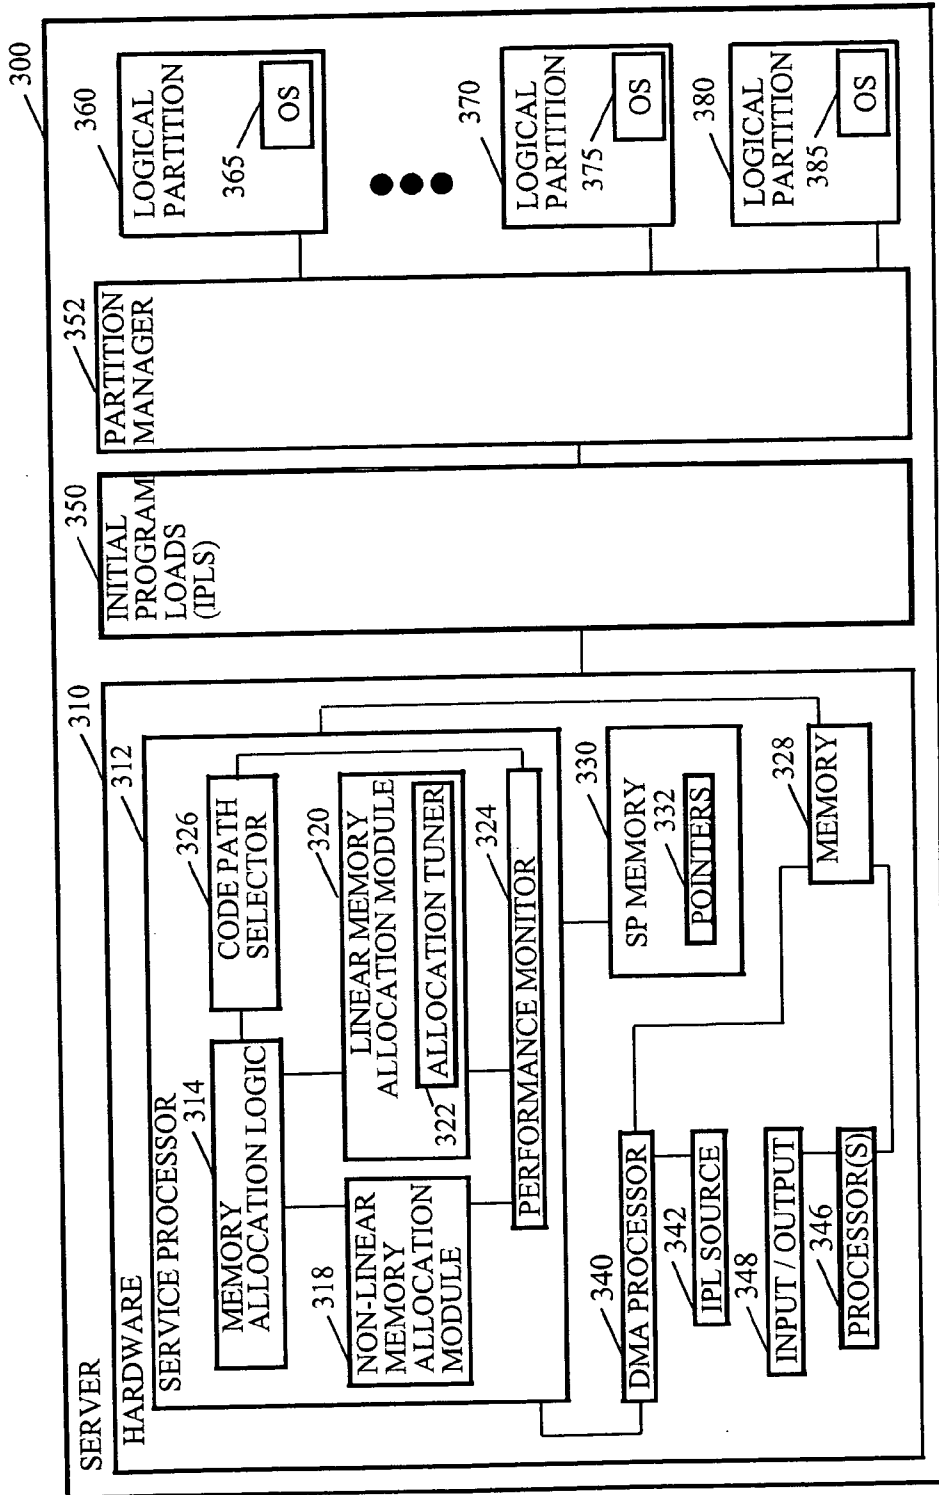 300
SERVER
HARDWARE
310
SERVICE PROCESSOR
312
314
MEMORY
ALLOCATION LOGIC
326
CODE PATH
SELECTOR
318
NON-LINEAR
MEMORY
ALLOCATION
MODULE
320
LINEAR MEMORY
ALLOCATION MODULE
322
ALLOCATION TUNER
324
PERFORMANCE MONITOR
330
SP MEMORY
332
POINTERS
340
DMA PROCESSOR
342
IPL SOURCE
348
INPUT / OUTPUT
346
PROCESSOR(S)
328
MEMORY
350
INITIAL
PROGRAM
LOADS
(IPLS)
352
PARTITION
MANAGER
360
LOGICAL
PARTITION
365
OS
370
LOGICAL
PARTITION
375
OS
380
LOGICAL
PARTITION
385
OS